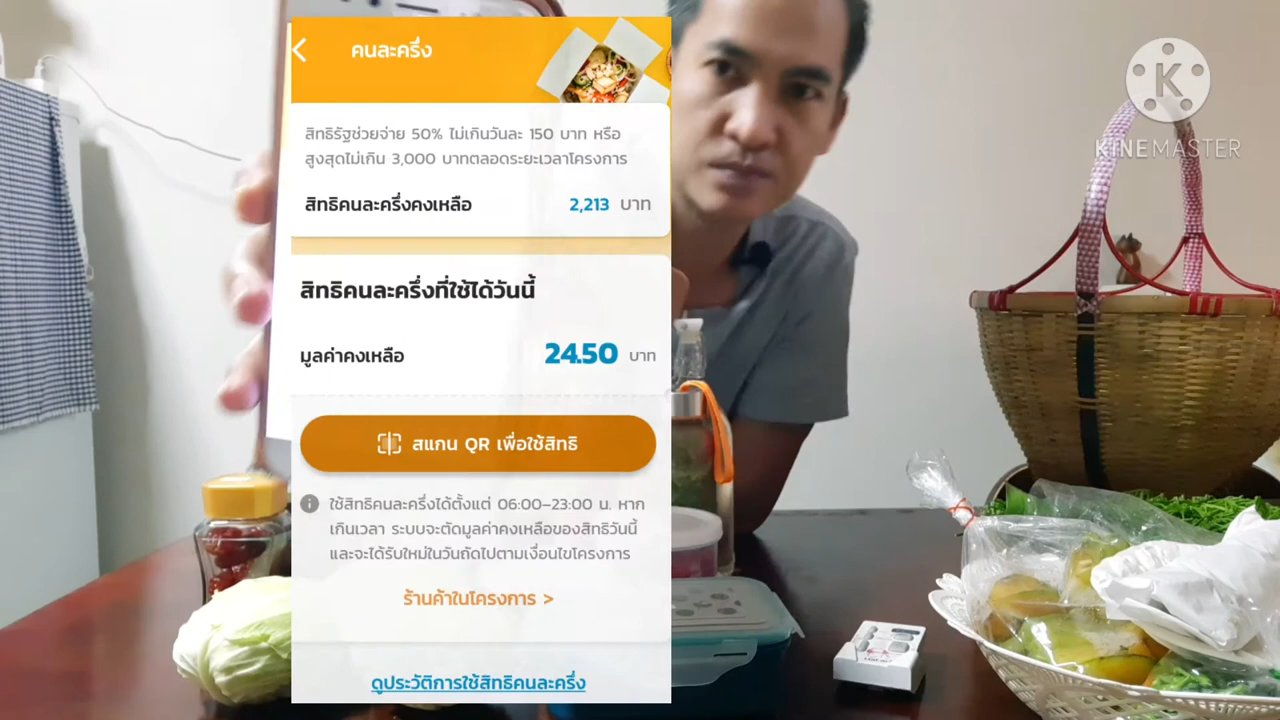 คนละครึ่ง
สิทธิรัฐช่วยจ่าย 50% ไม่เกินวันละ 150 บาท หรือ
สูงสุดไม่เกิน 3,000 บาทตลอดระยะเวลาโครงการ
สิทธิคนละครึ่งคงเหลือ 2,213 บาท
สิทธิคนละครึ่งที่ใช้ได้วันนี้
มูลค่าคงเหลือ 24.50 บาท
สแกน QR เพื่อใช้สิทธิ
ใช้สิทธิคนละครึ่งได้ตั้งแต่ 06:00–23:00 น. หาก
เกินเวลา ระบบจะตัดมูลค่าคงเหลือของสิทธิวันนี้
และจะได้รับใหม่ในวันถัดไปตามเงื่อนไขโครงการ
ร้านค้าในโครงการ >
ดูประวัติการใช้สิทธิคนละครึ่ง
K
KINEMASTER